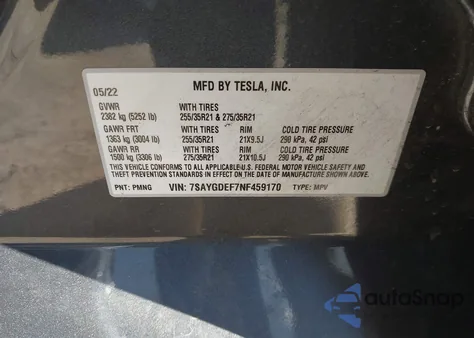 MFD BY TESLA, INC.
05/22
GVWR WITH TIRES
2382 kg (5252 lB) 255/35R21 & 275/35R21
GAWR FRT WITH TIRES RIM COLD TIRE PRESSURE
1363 kg (3004 lB) 255/35R21 21X9.5J 290 kPa, 42 psi
GAWR RR WITH TIRES RIM COLD TIRE PRESSURE
1500 kg (3306 lB) 275/35R21 21X10.5J 290 kPa, 42 psi
THIS VEHICLE CONFORMS TO ALL APPLICABLE U.S. FEDERAL MOTOR VEHICLE SAFETY AND
THEFT PREVENTION STANDARDS IN EFFECT ON THE DATE OF MANUFACTURE SHOWN ABOVE.
PNT: PMNG VIN: 7SAYGDEF7NF459170 TYPE: MPV
autoSnap